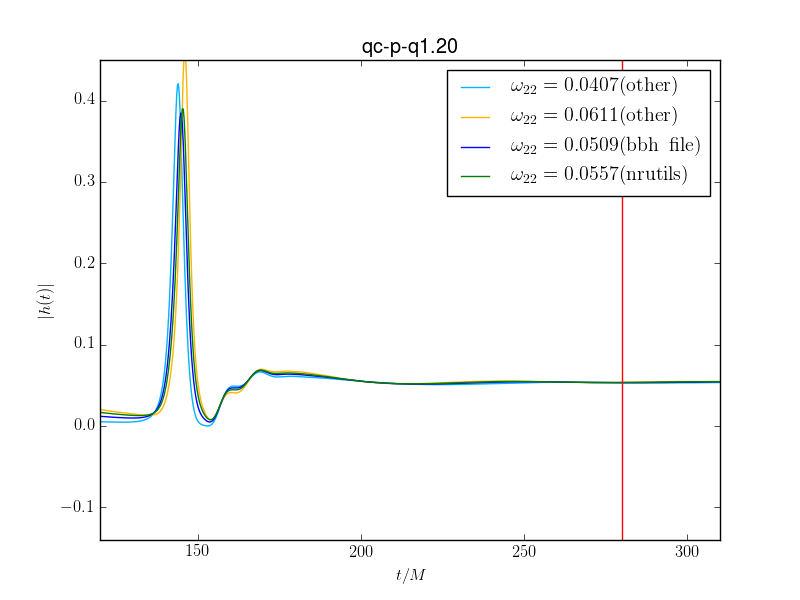 qc-p-q1.20
ω₂₂ = 0.0407(other)
ω₂₂ = 0.0611(other)
ω₂₂ = 0.0509(bbh file)
ω₂₂ = 0.0557(nrutils)
|h(t)|
0.4
0.3
0.2
0.1
0.0
−0.1
150 200 250 300
t/M